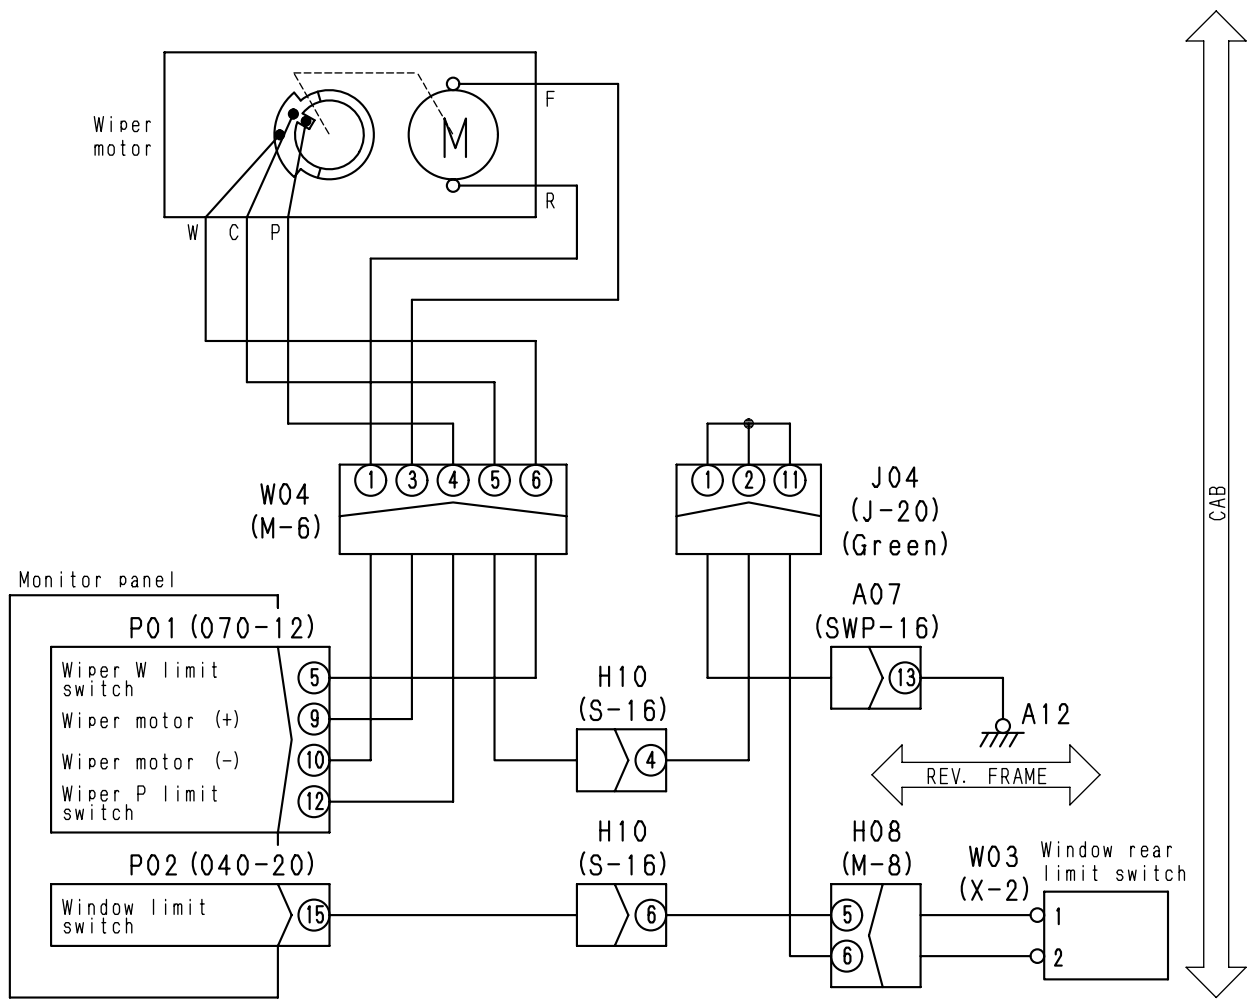 Wiper
motor
M
F
R
W C P
1 3 4 5 6
W04
(M-6)
1 2 11
J04
(J-20)
(Green)
CAB
Monitor panel
P01 (070-12)
Wiper W limit
switch
5
Wiper motor (+)
9
Wiper motor (-)
10
Wiper P limit
switch
12
H10
(S-16)
4
A07
(SWP-16)
13
A12
REV. FRAME
P02 (040-20)
Window limit
switch
15
H10
(S-16)
6
H08
(M-8)
5
6
W03
(X-2)
Window rear
limit switch
1
2